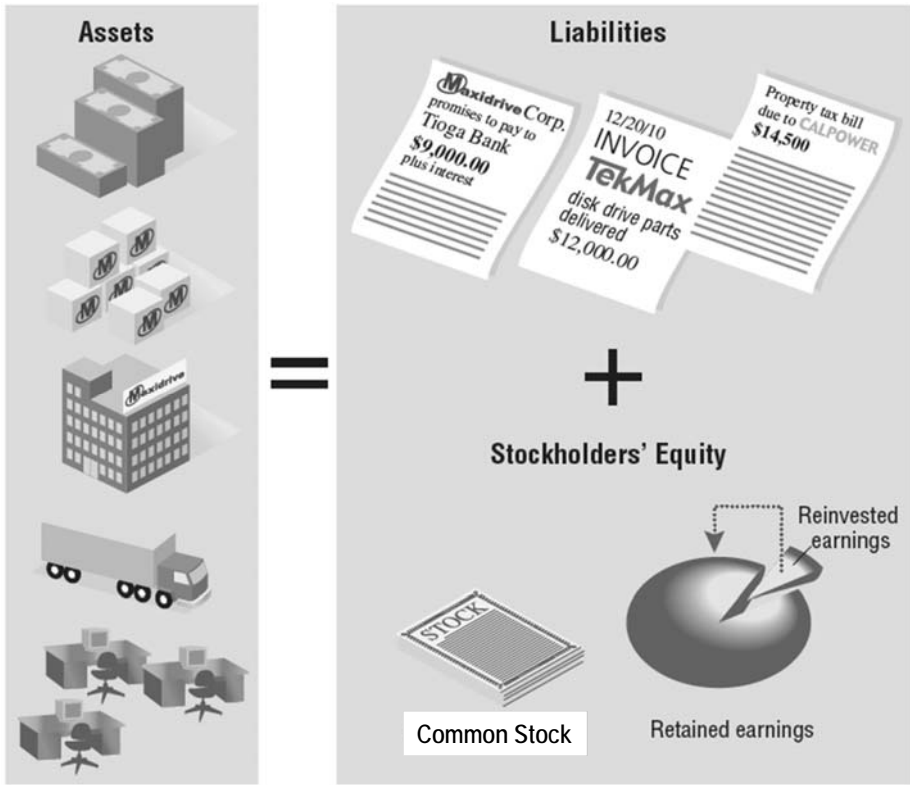 Assets
Liabilities
Maxidrive Corp.
promises to pay to
Tioga Bank
$9,000.00
plus interest
12/20/10
INVOICE
TekMax
disk drive parts
delivered
$12,000.00
Property tax bill
due to CALPOWER
$14,500
M
M
M
M
M
M
Maxidrive
=
+
Stockholders' Equity
Reinvested
earnings
STOCK
Common Stock
Retained earnings